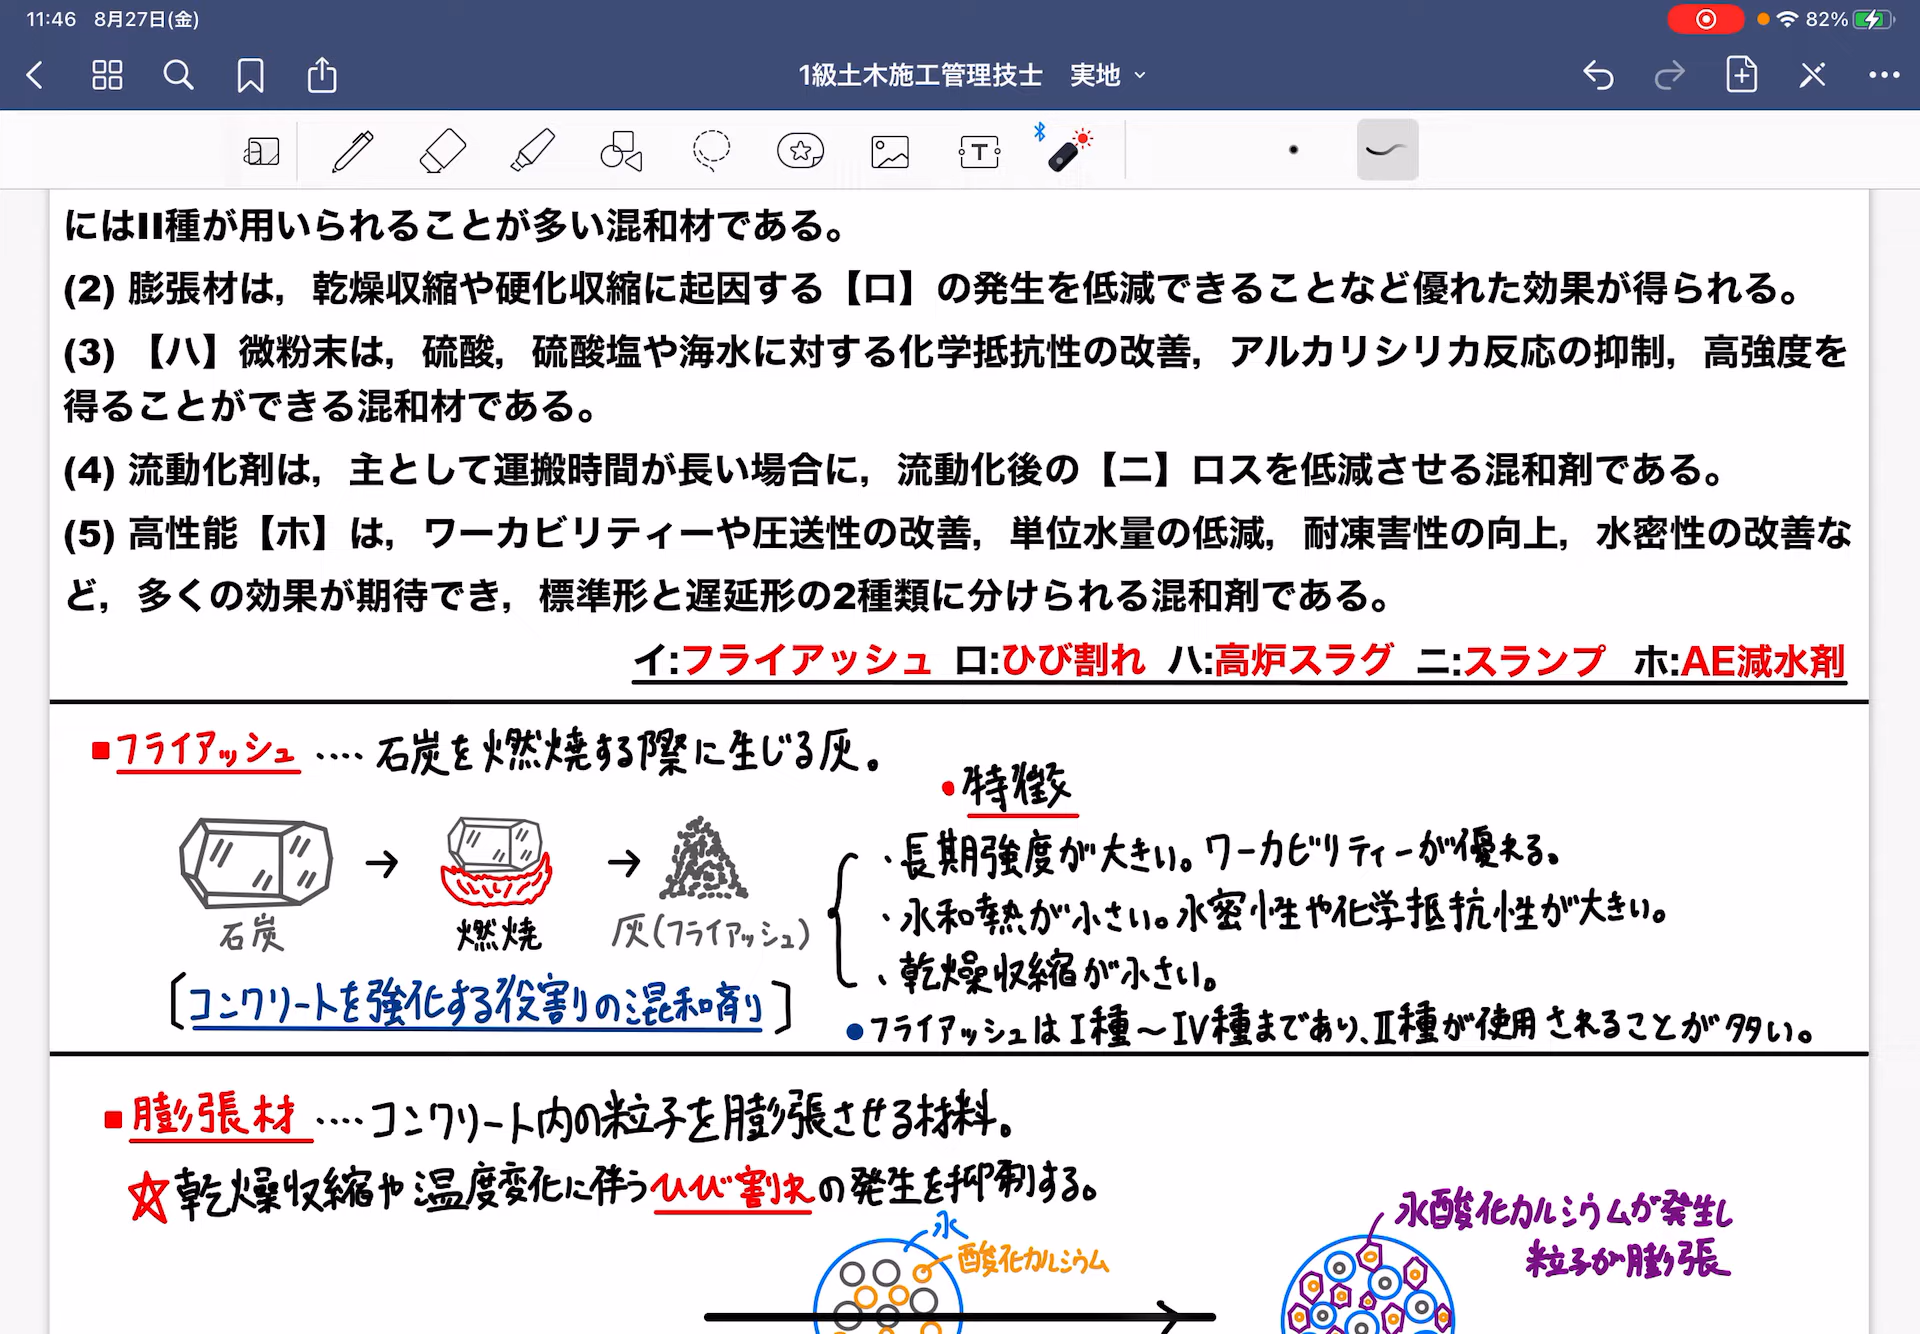 11:46 8月27日(金)
82%
1級土木施工管理技士 実地
にはII種が用いられることが多い混和材である。
(2) 膨張材は，乾燥収縮や硬化収縮に起因する【ロ】の発生を低減できることなど優れた効果が得られる。
(3) 【ハ】微粉末は，硫酸，硫酸塩や海水に対する化学抵抗性の改善，アルカリシリカ反応の抑制，高強度を
得ることができる混和材である。
(4) 流動化剤は，主として運搬時間が長い場合に，流動化後の【ニ】ロスを低減させる混和剤である。
(5) 高性能【ホ】は，ワーカビリティーや圧送性の改善，単位水量の低減，耐凍害性の向上，水密性の改善な
ど，多くの効果が期待でき，標準形と遅延形の2種類に分けられる混和剤である。
イ:フライアッシュ ロ:ひび割れ ハ:高炉スラグ ニ:スランプ ホ:AE減水剤
■フライアッシュ ‥‥ 石炭を燃焼する際に生じる灰。
•特徴
・長期強度が大きい。ワーカビリティーが優れる。
・水和熱が小さい。水密性や化学抵抗性が大きい。
、乾燥収縮が小さい。
石炭 → 燃焼 → 灰(フライアッシュ)
〔コンクリートを強化する役割りの混和剤〕
●フライアッシュはⅠ種～Ⅳ種まであり、Ⅱ種が使用されることが多い。
■膨張材 ‥‥ コンクリート内の粒子を膨張させる材料。
☆乾燥収縮や温度変化に伴うひび割れの発生を抑制する。
水
酸化カルシウム
水酸化カルシウムが発生し
粒子が膨張